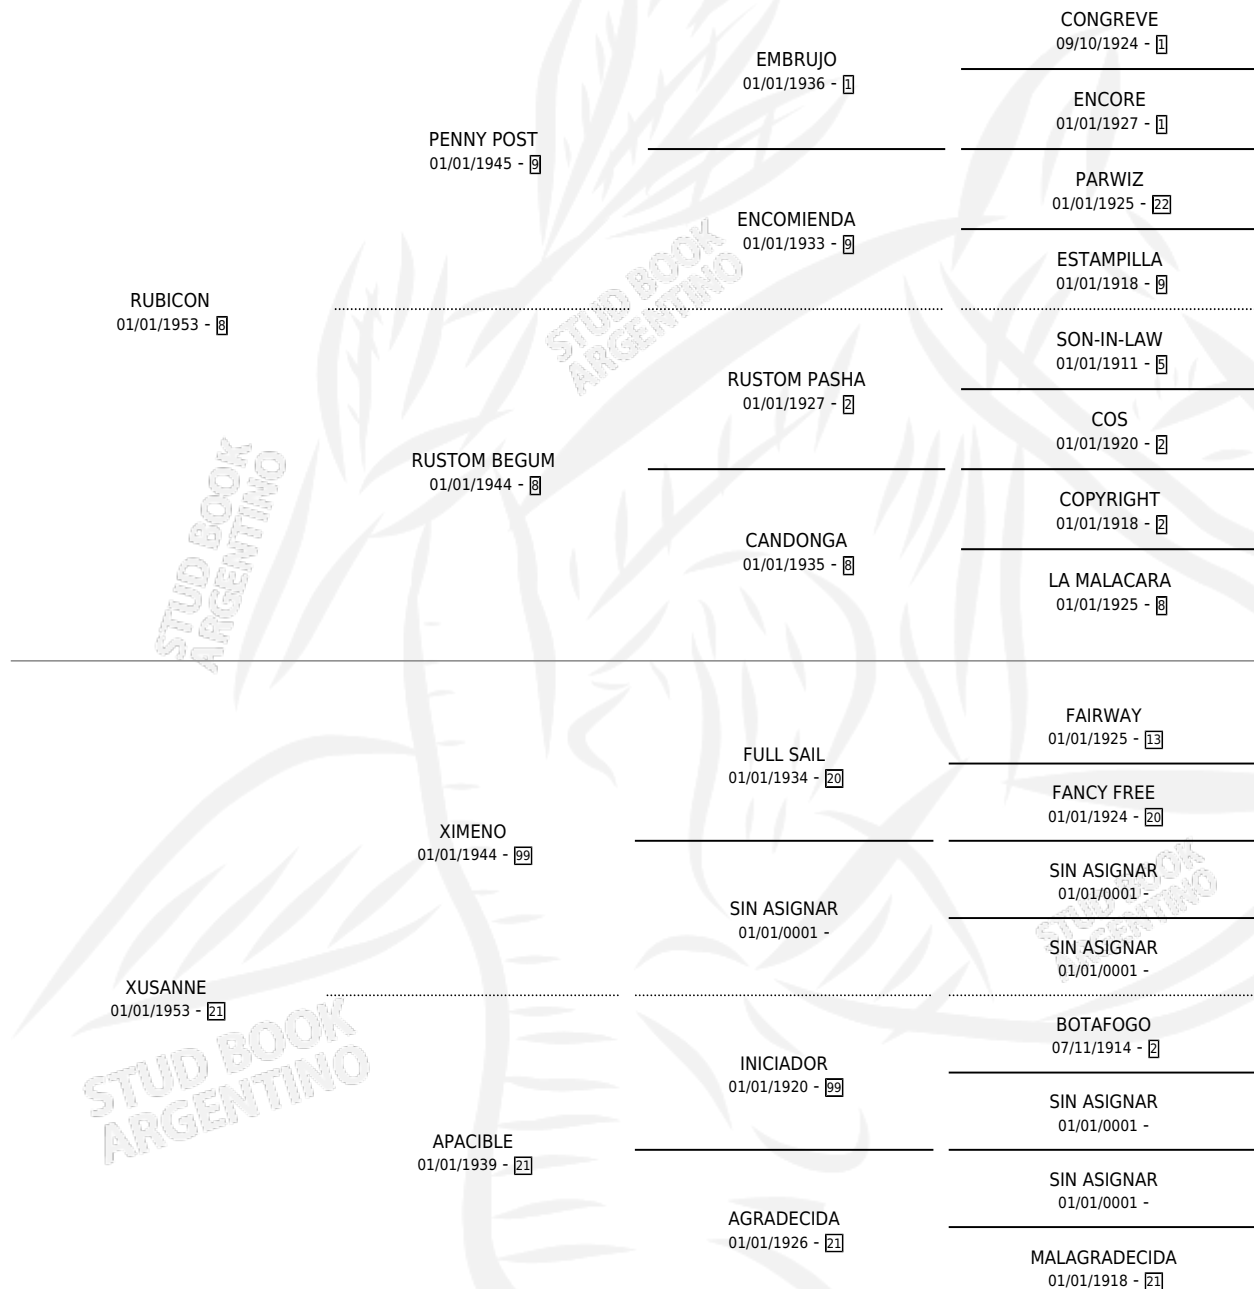 CONGREVE
09/10/1924 - 1
EMBRUJO
01/01/1936 - 1
ENCORE
01/01/1927 - 1
PENNY POST
01/01/1945 - 9
PARWIZ
01/01/1925 - 22
ENCOMIENDA
01/01/1933 - 9
ESTAMPILLA
01/01/1918 - 9
RUBICON
01/01/1953 - 8
SON-IN-LAW
01/01/1911 - 5
RUSTOM PASHA
01/01/1927 - 2
COS
01/01/1920 - 2
RUSTOM BEGUM
01/01/1944 - 8
COPYRIGHT
01/01/1918 - 2
CANDONGA
01/01/1935 - 8
LA MALACARA
01/01/1925 - 8
FAIRWAY
01/01/1925 - 13
FULL SAIL
01/01/1934 - 20
FANCY FREE
01/01/1924 - 20
XIMENO
01/01/1944 - 99
SIN ASIGNAR
01/01/0001 -
SIN ASIGNAR
01/01/0001 -
SIN ASIGNAR
01/01/0001 -
XUSANNE
01/01/1953 - 21
BOTAFOGO
07/11/1914 - 2
INICIADOR
01/01/1920 - 99
SIN ASIGNAR
01/01/0001 -
APACIBLE
01/01/1939 - 21
SIN ASIGNAR
01/01/0001 -
AGRADECIDA
01/01/1926 - 21
MALAGRADECIDA
01/01/1918 - 21
STUD BOOK
ARGENTINO
STUD BOOK
ARGENTINO
STUD BOOK
ARGENTINO
STUD BOOK
ARGENTINO